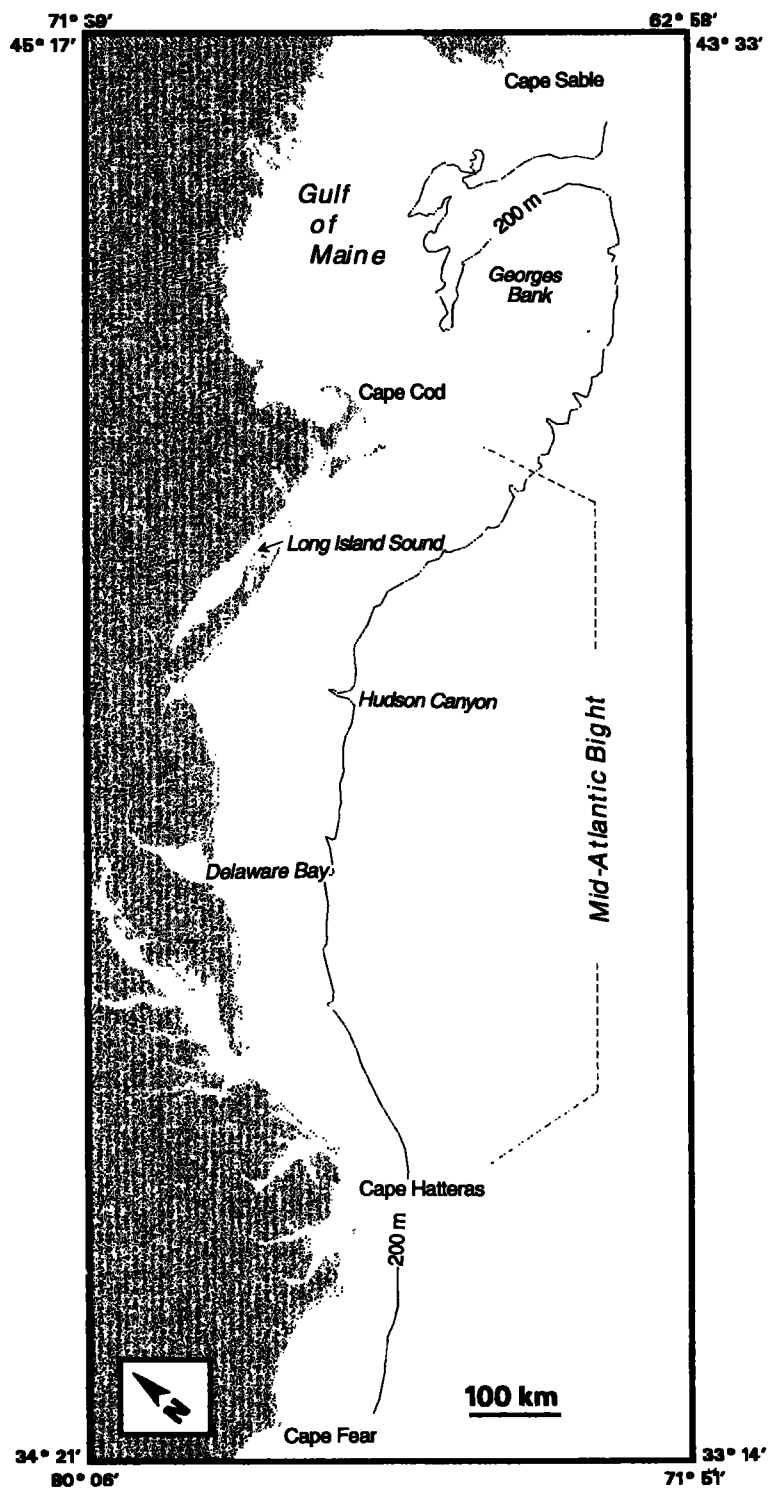 71° 39′
62° 58′
45° 17′
43° 33′
Cape Sable
Gulf
of
Maine
200 m
Georges
Bank
Cape Cod
Long Island Sound
Hudson Canyon
Mid-Atlantic Bight
Delaware Bay
Cape Hatteras
200 m
N
100 km
Cape Fear
34° 21′
33° 14′
80° 06′
71° 51′